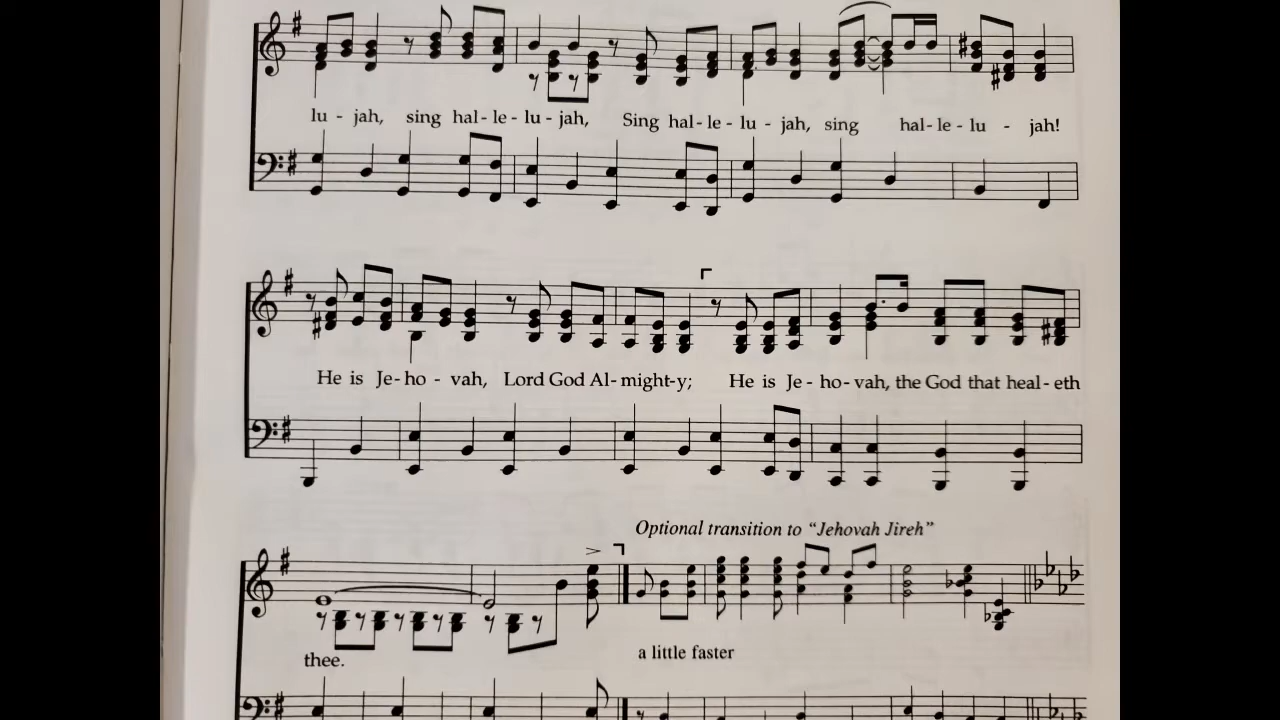 lu - jah, sing hal - le - lu - jah, Sing hal - le - lu - jah, sing hal - le - lu - jah!
He is Je - ho - vah, Lord God Al - might - y; He is Je - ho - vah, the God that heal - eth
Optional transition to “Jehovah Jireh”
thee.
a little faster